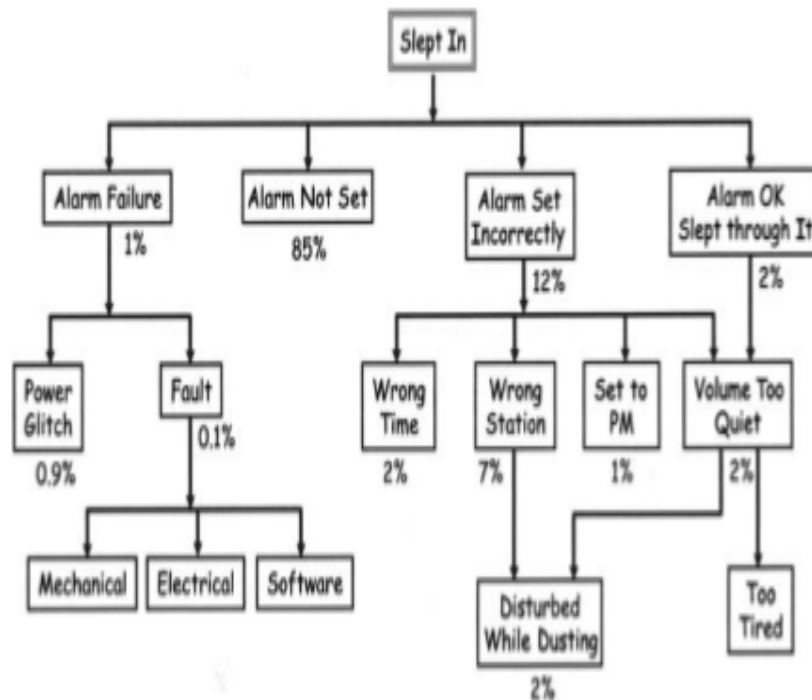 Slept In
Alarm Failure
1%
Alarm Not Set
85%
Alarm Set
Incorrectly
12%
Alarm OK
Slept through It
2%
Power
Glitch
0.9%
Fault
0.1%
Wrong
Time
2%
Wrong
Station
7%
Set to
PM
1%
Volume Too
Quiet
2%
Mechanical
Electrical
Software
Disturbed
While Dusting
2%
Too
Tired